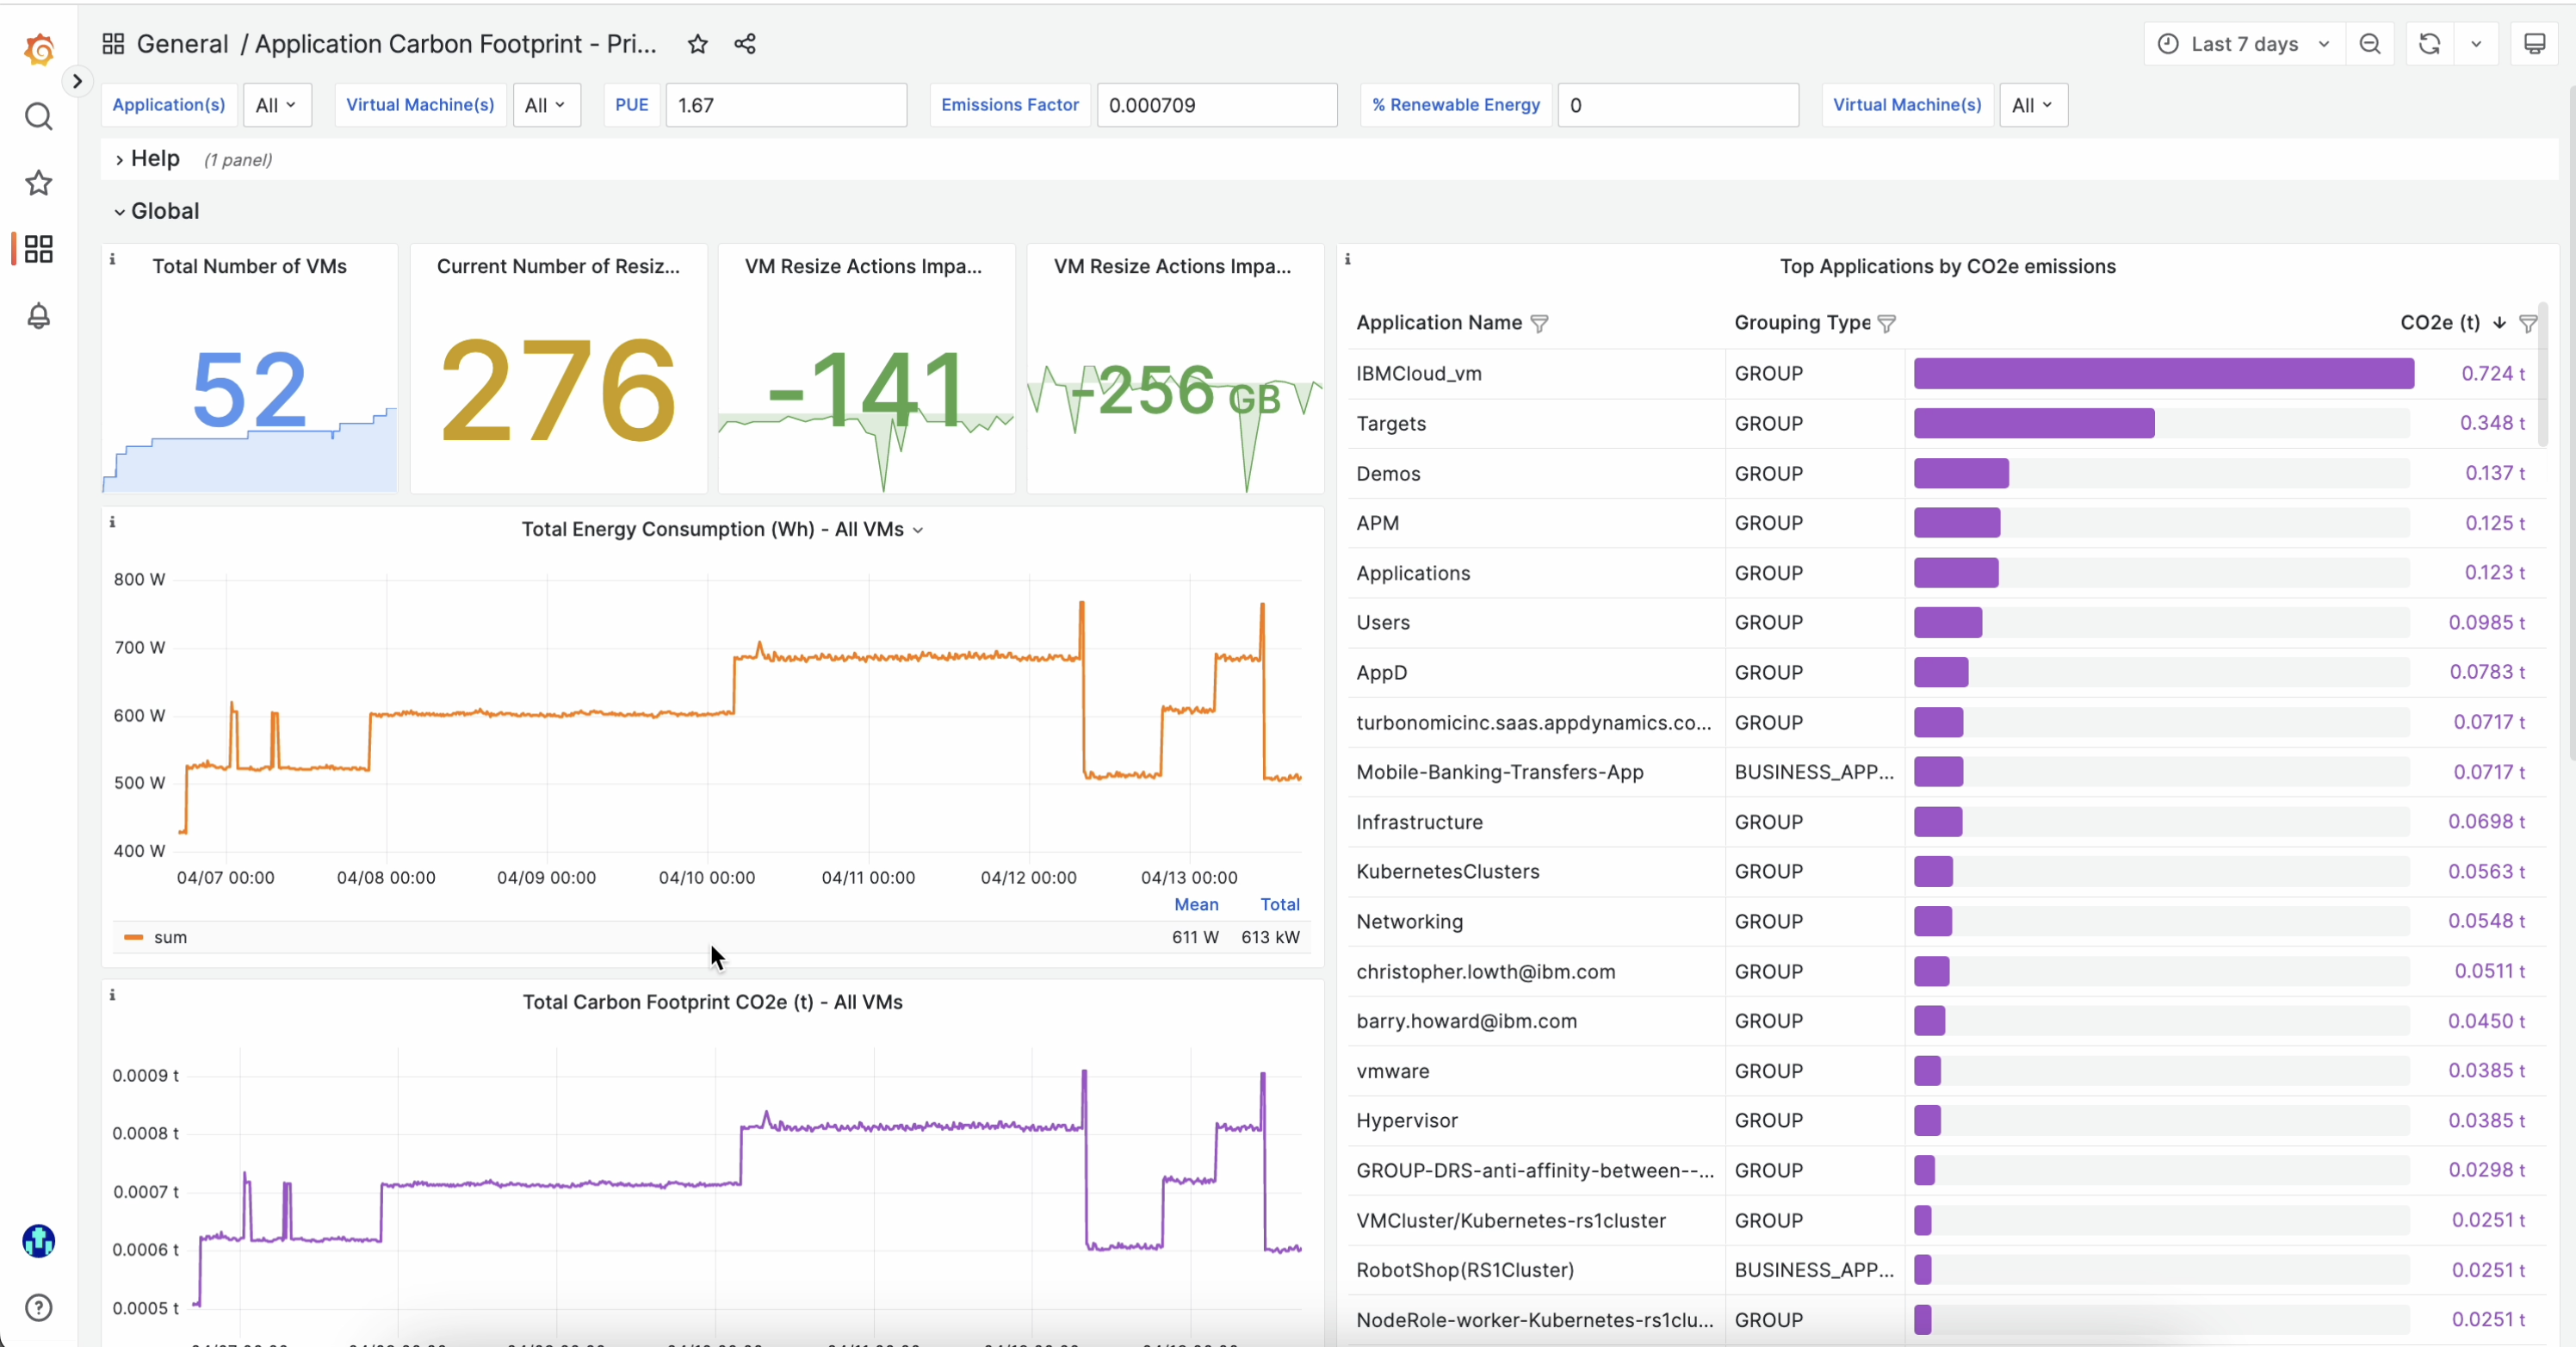 General / Application Carbon Footprint - Pri...
Last 7 days
Application(s) All Virtual Machine(s) All PUE 1.67 Emissions Factor 0.000709 % Renewable Energy 0 Virtual Machine(s) All
Help (1 panel)
Global
Total Number of VMs
52
Current Number of Resiz...
276
VM Resize Actions Impa...
-141
VM Resize Actions Impa...
-256 GB
Total Energy Consumption (Wh) - All VMs
800 W
700 W
600 W
500 W
400 W
04/07 00:00 04/08 00:00 04/09 00:00 04/10 00:00 04/11 00:00 04/12 00:00 04/13 00:00
Mean Total
sum 611 W 613 kW
Total Carbon Footprint CO2e (t) - All VMs
0.0009 t
0.0008 t
0.0007 t
0.0006 t
0.0005 t
Top Applications by CO2e emissions
Application Name Grouping Type CO2e (t)
IBMCloud_vm GROUP 0.724 t
Targets GROUP 0.348 t
Demos GROUP 0.137 t
APM GROUP 0.125 t
Applications GROUP 0.123 t
Users GROUP 0.0985 t
AppD GROUP 0.0783 t
turbonomicinc.saas.appdynamics.co... GROUP 0.0717 t
Mobile-Banking-Transfers-App BUSINESS_APP... 0.0717 t
Infrastructure GROUP 0.0698 t
KubernetesClusters GROUP 0.0563 t
Networking GROUP 0.0548 t
christopher.lowth@ibm.com GROUP 0.0511 t
barry.howard@ibm.com GROUP 0.0450 t
vmware GROUP 0.0385 t
Hypervisor GROUP 0.0385 t
GROUP-DRS-anti-affinity-between--... GROUP 0.0298 t
VMCluster/Kubernetes-rs1cluster GROUP 0.0251 t
RobotShop(RS1Cluster) BUSINESS_APP... 0.0251 t
NodeRole-worker-Kubernetes-rs1clu... GROUP 0.0251 t